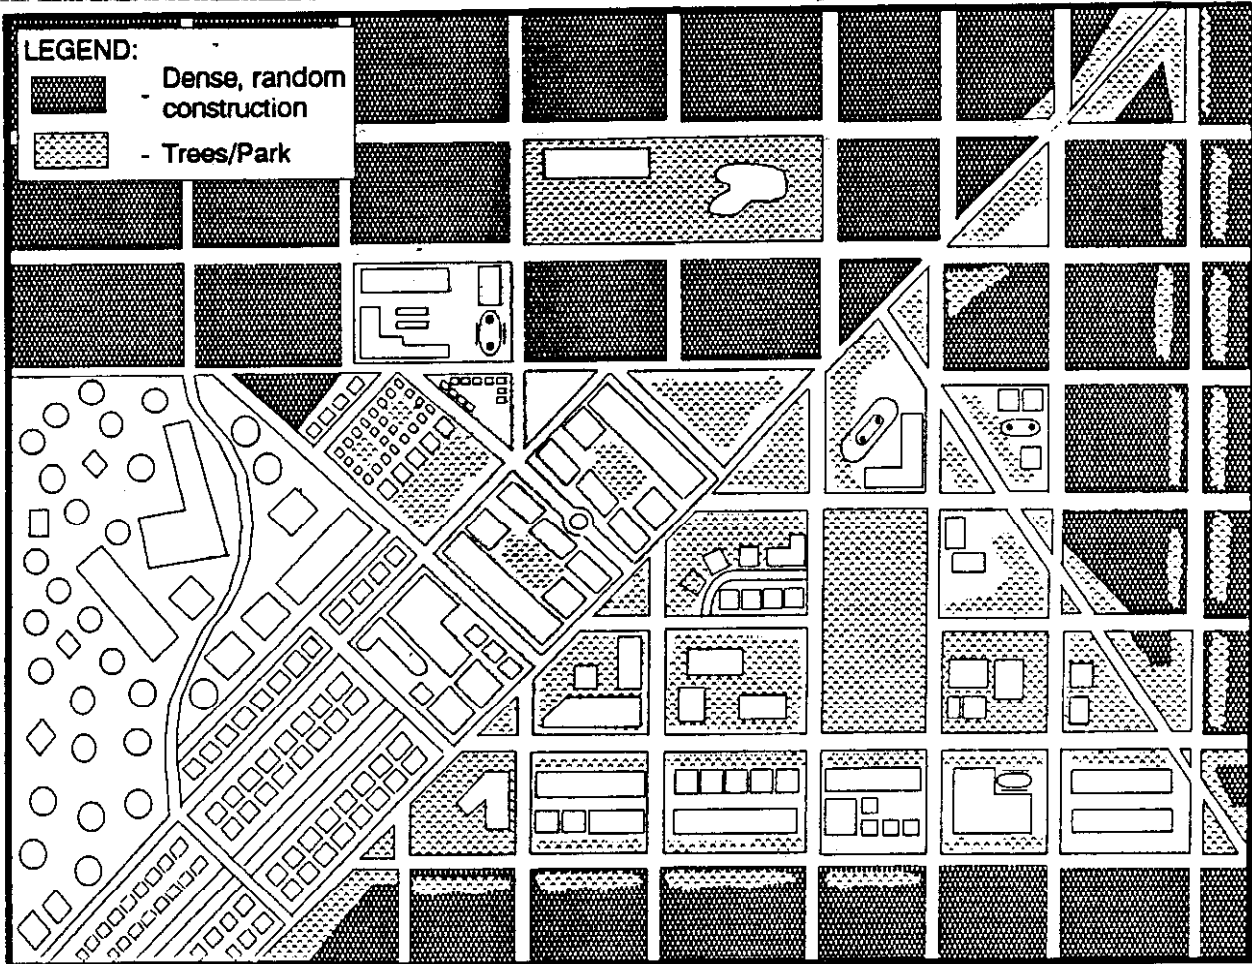 LEGEND:
- Dense, random
construction
- Trees/Park